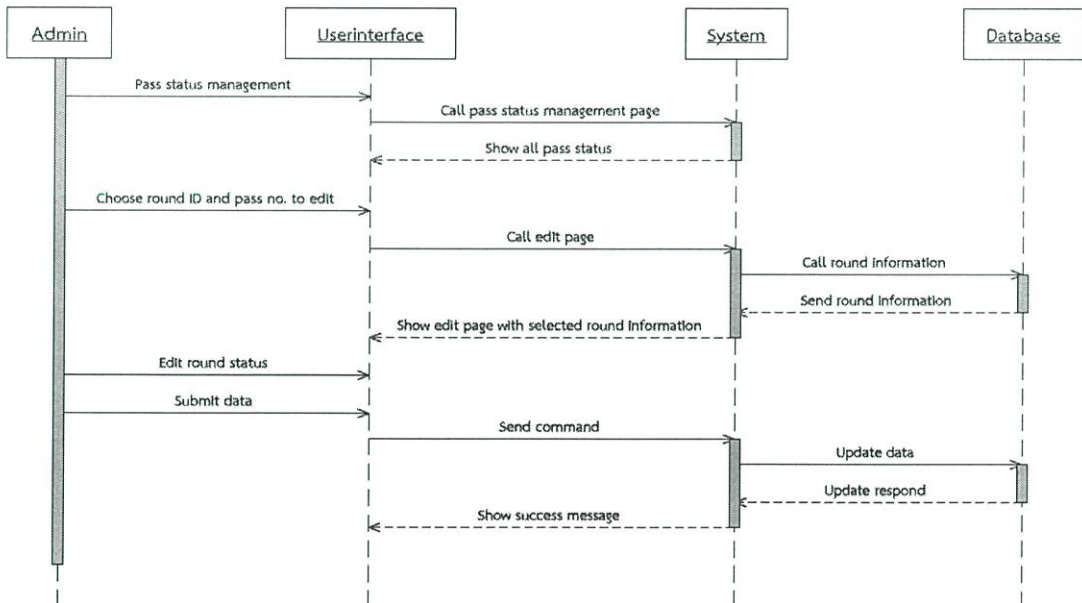 Admin
Userinterface
System
Database
Pass status management
Call pass status management page
Show all pass status
Choose round ID and pass no. to edit
Call edit page
Call round information
Send round information
Show edit page with selected round information
Edit round status
Submit data
Send command
Update data
Update respond
Show success message